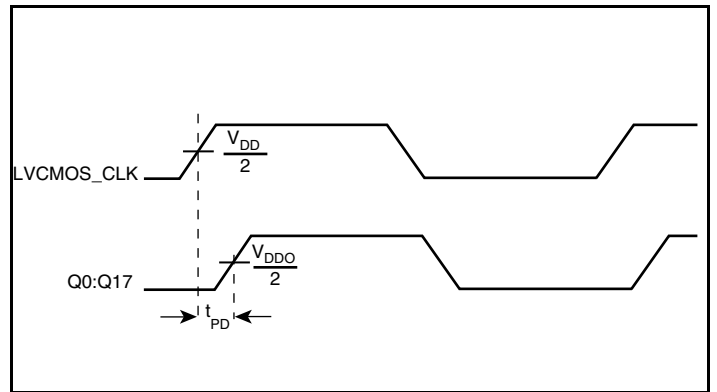 V_DD
LVCMOS_CLK
2
V_DDO
Q0:Q17
2
t_PD